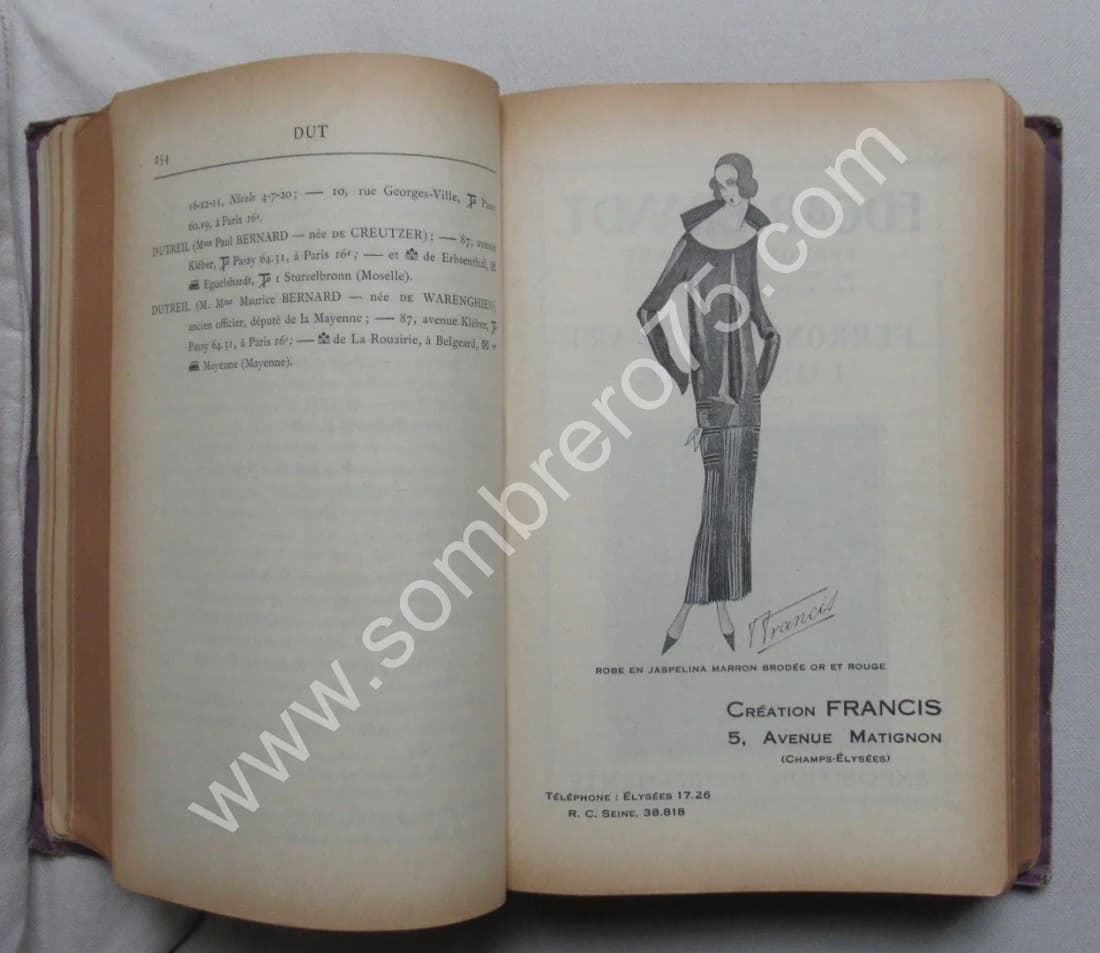 DUT
254
16-12-15, Nicole 4-7-20; — 10, rue Georges-Ville, Passy
60.19, à Paris 16e.
DUTREIL (Mme Paul BERNARD — née DE CREUTZER); — 87, avenue
Kléber, Passy 64.31, à Paris 16e; — et de Erbsenthal,
Eguelshardt, 1 Sturzelbronn (Moselle).
DUTREIL (M. Mme Maurice BERNARD — née DE WARENGHIEN),
ancien officier, député de la Mayenne; — 87, avenue Kléber,
Passy 64.31, à Paris 16e; — de La Rouairie, à Belgeard,
Mayenne (Mayenne).
Francis
ROBE EN JASPELINA MARRON BRODÉE OR ET ROUGE
CRÉATION FRANCIS
5, AVENUE MATIGNON
(CHAMPS-ÉLYSÉES)
TÉLÉPHONE : ÉLYSÉES 17.26
R. C. SEINE, 38.818
www.sombrero75.com